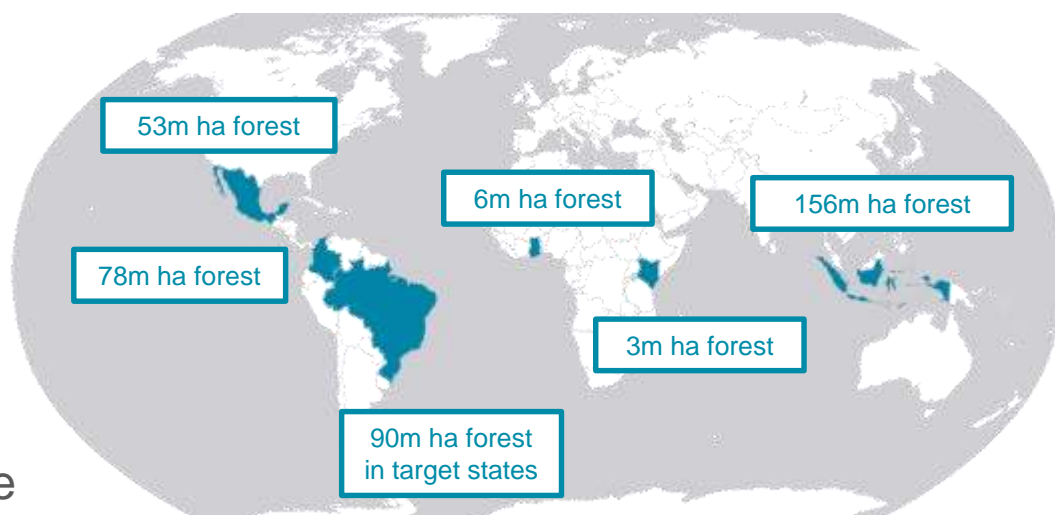 53m ha forest
6m ha forest
156m ha forest
78m ha forest
3m ha forest
90m ha forest
in target states
e